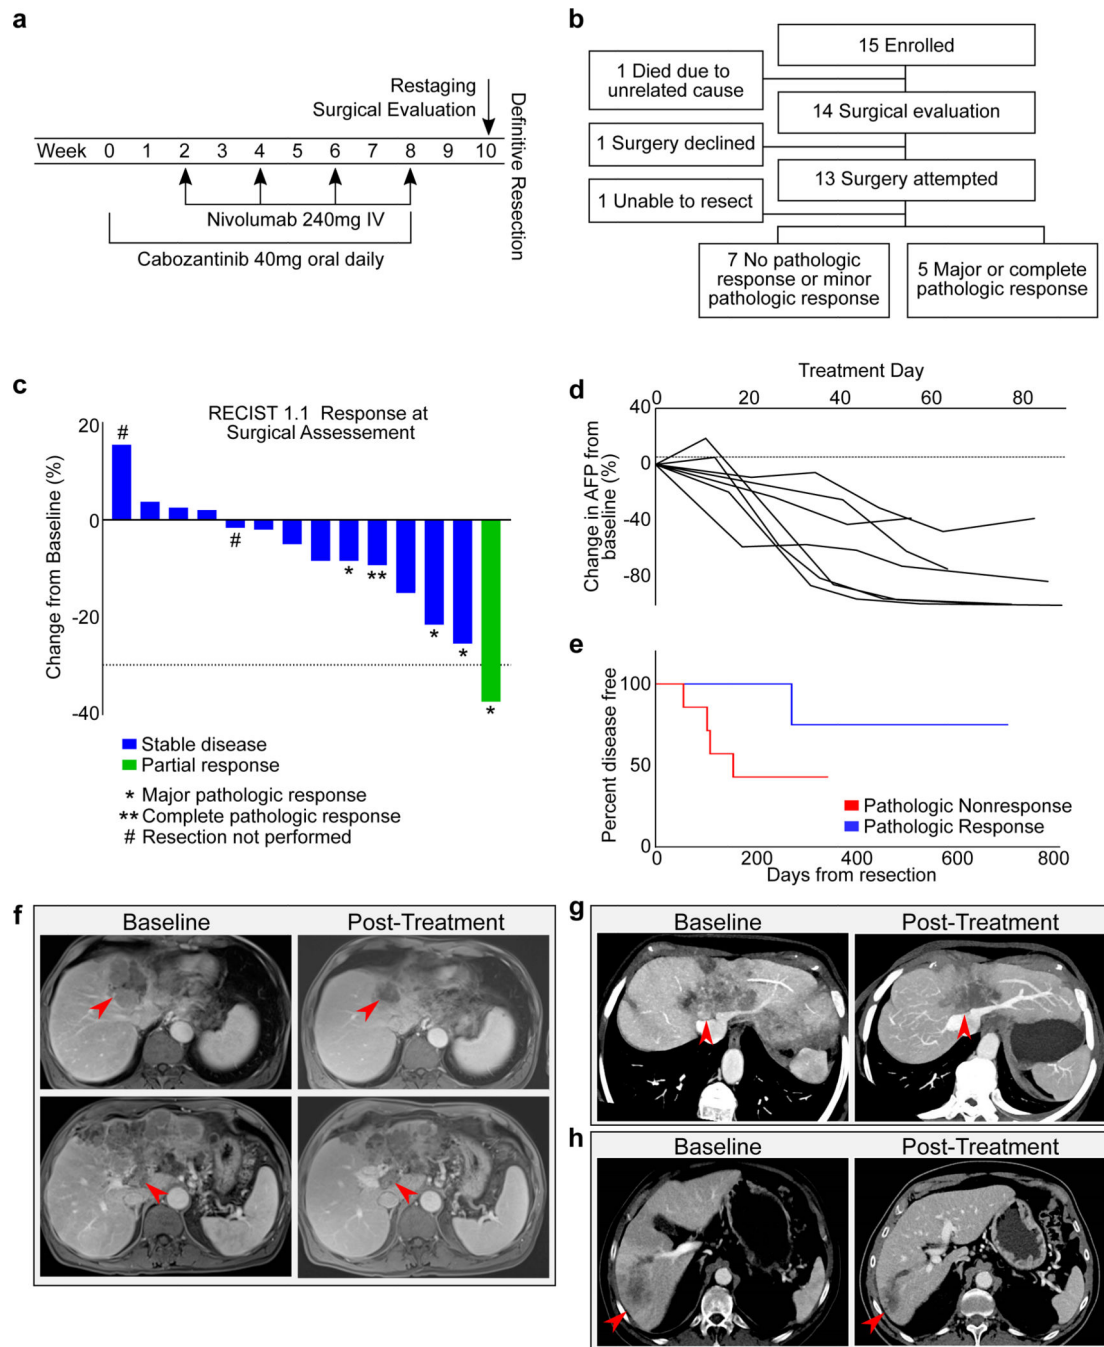 a
Restaging
Surgical Evaluation
Definitive Resection
Week 0 1 2 3 4 5 6 7 8 9 10
Nivolumab 240mg IV
Cabozantinib 40mg oral daily
b
15 Enrolled
1 Died due to
unrelated cause
14 Surgical evaluation
1 Surgery declined
13 Surgery attempted
1 Unable to resect
7 No pathologic
response or minor
pathologic response
5 Major or complete
pathologic response
c
RECIST 1.1 Response at
Surgical Assessement
Change from Baseline (%)
20
0
-20
-40
#
#
*
**
*
*
*
Stable disease
Partial response
* Major pathologic response
** Complete pathologic response
# Resection not performed
d
Treatment Day
0 20 40 60 80
Change in AFP from
baseline (%)
40
0
-40
-80
e
Percent disease free
100
50
0
Pathologic Nonresponse
Pathologic Response
0 200 400 600 800
Days from resection
f
Baseline
Post-Treatment
g
Baseline
Post-Treatment
h
Baseline
Post-Treatment